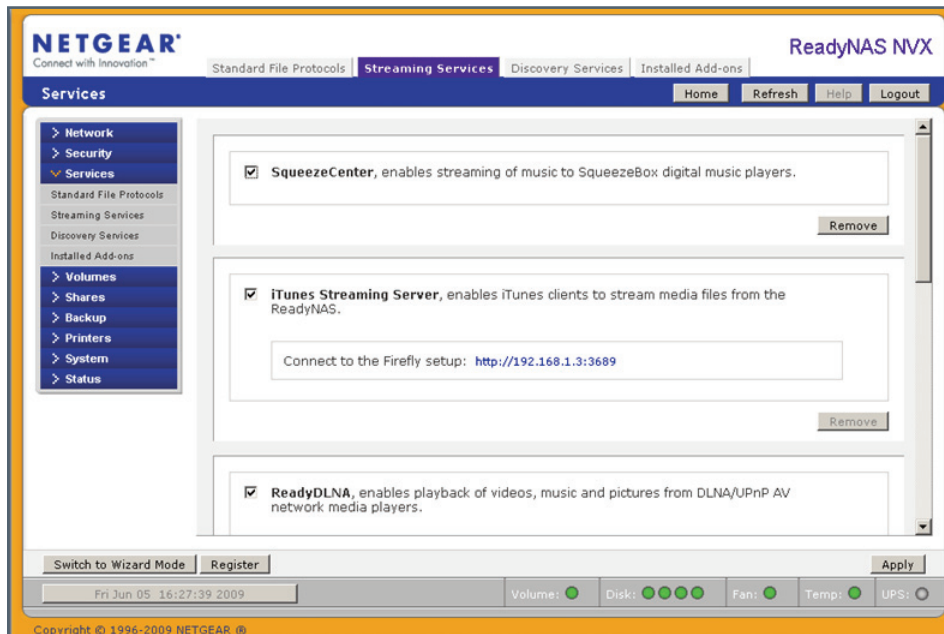 NETGEAR®
Connect with Innovation™
ReadyNAS NVX
Standard File Protocols
Streaming Services
Discovery Services
Installed Add-ons
Services
Home
Refresh
Help
Logout
> Network
> Security
Services
Standard File Protocols
Streaming Services
Discovery Services
Installed Add-ons
> Volumes
> Shares
> Backup
> Printers
> System
> Status
SqueezeCenter, enables streaming of music to SqueezeBox digital music players.
Remove
iTunes Streaming Server, enables iTunes clients to stream media files from the
ReadyNAS.
Connect to the Firefly setup: http://192.168.1.3:3689
Remove
ReadyDLNA, enables playback of videos, music and pictures from DLNA/UPnP AV
network media players.
Switch to Wizard Mode
Register
Apply
Fri Jun 05 16:27:39 2009
Volume:
Disk:
Fan:
Temp:
UPS:
Copyright © 1996-2009 NETGEAR ®